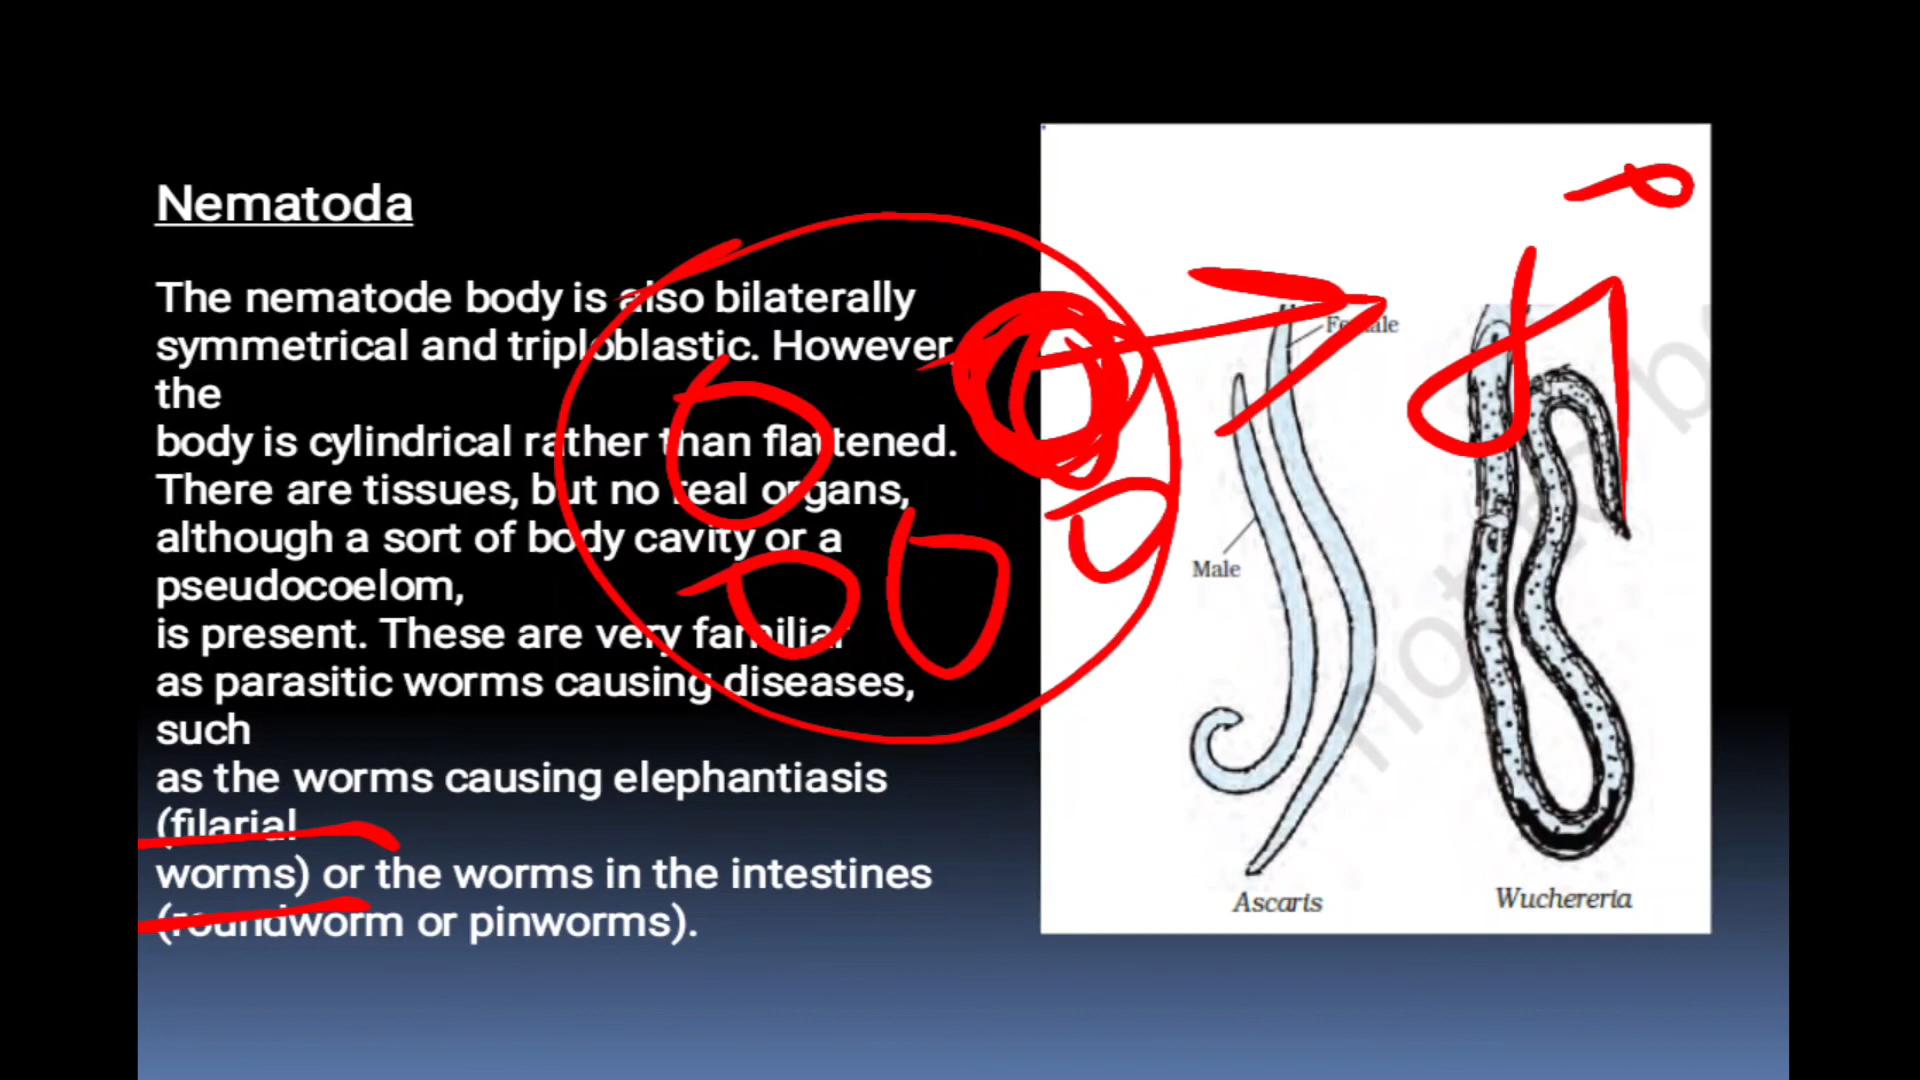 Nematoda
The nematode body is also bilaterally
symmetrical and triploblastic. However,
the
body is cylindrical rather than flattened.
There are tissues, but no real organs,
although a sort of body cavity or a
pseudocoelom,
is present. These are very familiar
as parasitic worms causing diseases,
such
as the worms causing elephantiasis
(filarial
worms) or the worms in the intestines
(roundworm or pinworms).
Female
Male
Ascaris
Wuchereria